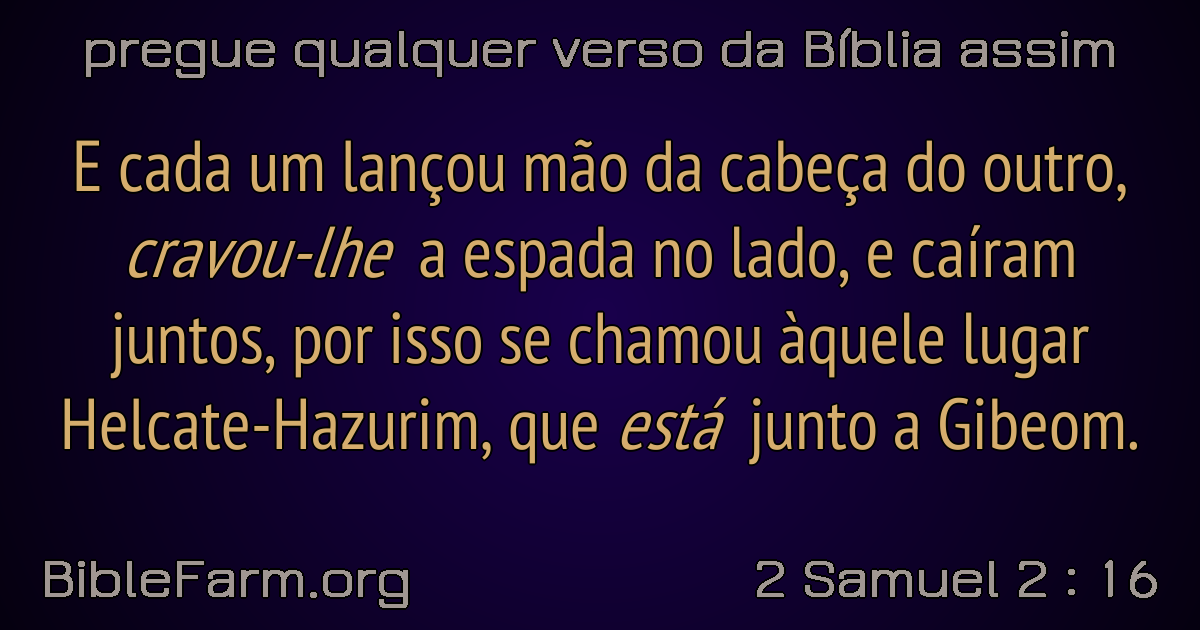 pregue qualquer verso da Bíblia assim
E cada um lançou mão da cabeça do outro,
cravou-lhe a espada no lado, e caíram
juntos, por isso se chamou àquele lugar
Helcate-Hazurim, que está junto a Gibeom.
BibleFarm.org
2 Samuel 2 : 16